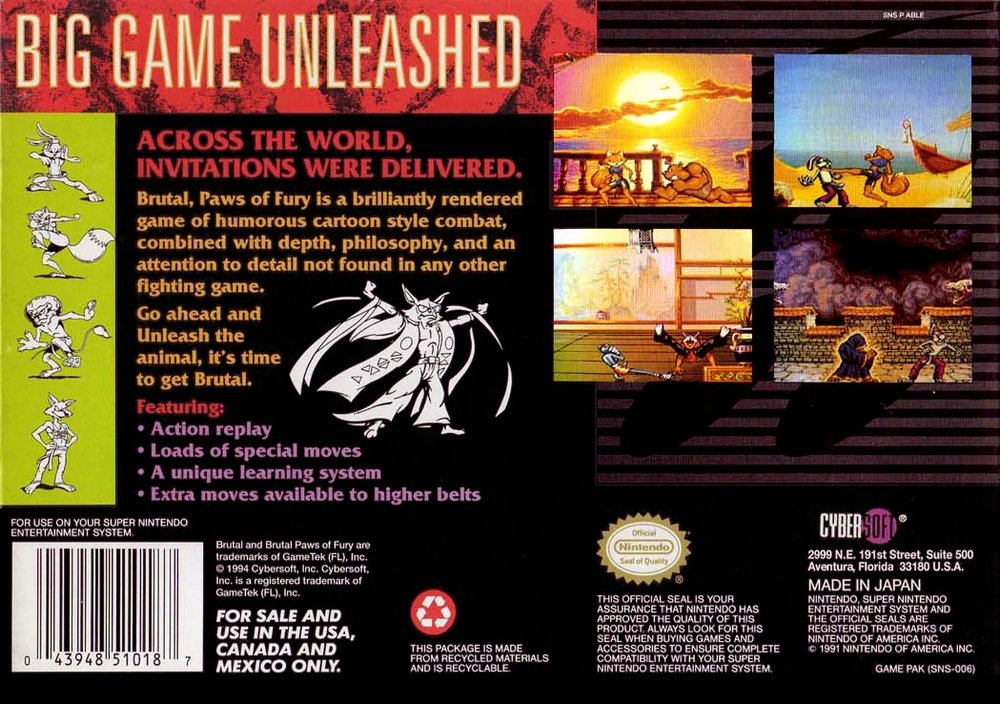 BIG GAME UNLEASHED
SNS P ABLE
ACROSS THE WORLD,
INVITATIONS WERE DELIVERED.
Brutal, Paws of Fury is a brilliantly rendered
game of humorous cartoon style combat,
combined with depth, philosophy, and an
attention to detail not found in any other
fighting game.
Go ahead and
Unleash the
animal, it's time
to get Brutal.
Featuring:
• Action replay
• Loads of special moves
• A unique learning system
• Extra moves available to higher belts
FOR USE ON YOUR SUPER NINTENDO
ENTERTAINMENT SYSTEM.
0 43948 51018 7
Brutal and Brutal Paws of Fury are
trademarks of GameTek (FL), Inc.
© 1994 Cybersoft, Inc. Cybersoft,
Inc. is a registered trademark of
GameTek (FL), Inc.
FOR SALE AND
USE IN THE USA,
CANADA AND
MEXICO ONLY.
THIS PACKAGE IS MADE
FROM RECYCLED MATERIALS
AND IS RECYCLABLE.
Official
Nintendo
Seal of Quality
®
THIS OFFICIAL SEAL IS YOUR
ASSURANCE THAT NINTENDO HAS
APPROVED THE QUALITY OF THIS
PRODUCT. ALWAYS LOOK FOR THIS
SEAL WHEN BUYING GAMES AND
ACCESSORIES TO ENSURE COMPLETE
COMPATIBILITY WITH YOUR SUPER
NINTENDO ENTERTAINMENT SYSTEM.
CYBERSOFT®
2999 N.E. 191st Street, Suite 500
Aventura, Florida 33180 U.S.A.
MADE IN JAPAN
NINTENDO, SUPER NINTENDO
ENTERTAINMENT SYSTEM AND
THE OFFICIAL SEALS ARE
REGISTERED TRADEMARKS OF
NINTENDO OF AMERICA INC.
© 1991 NINTENDO OF AMERICA INC.
GAME PAK (SNS-006)